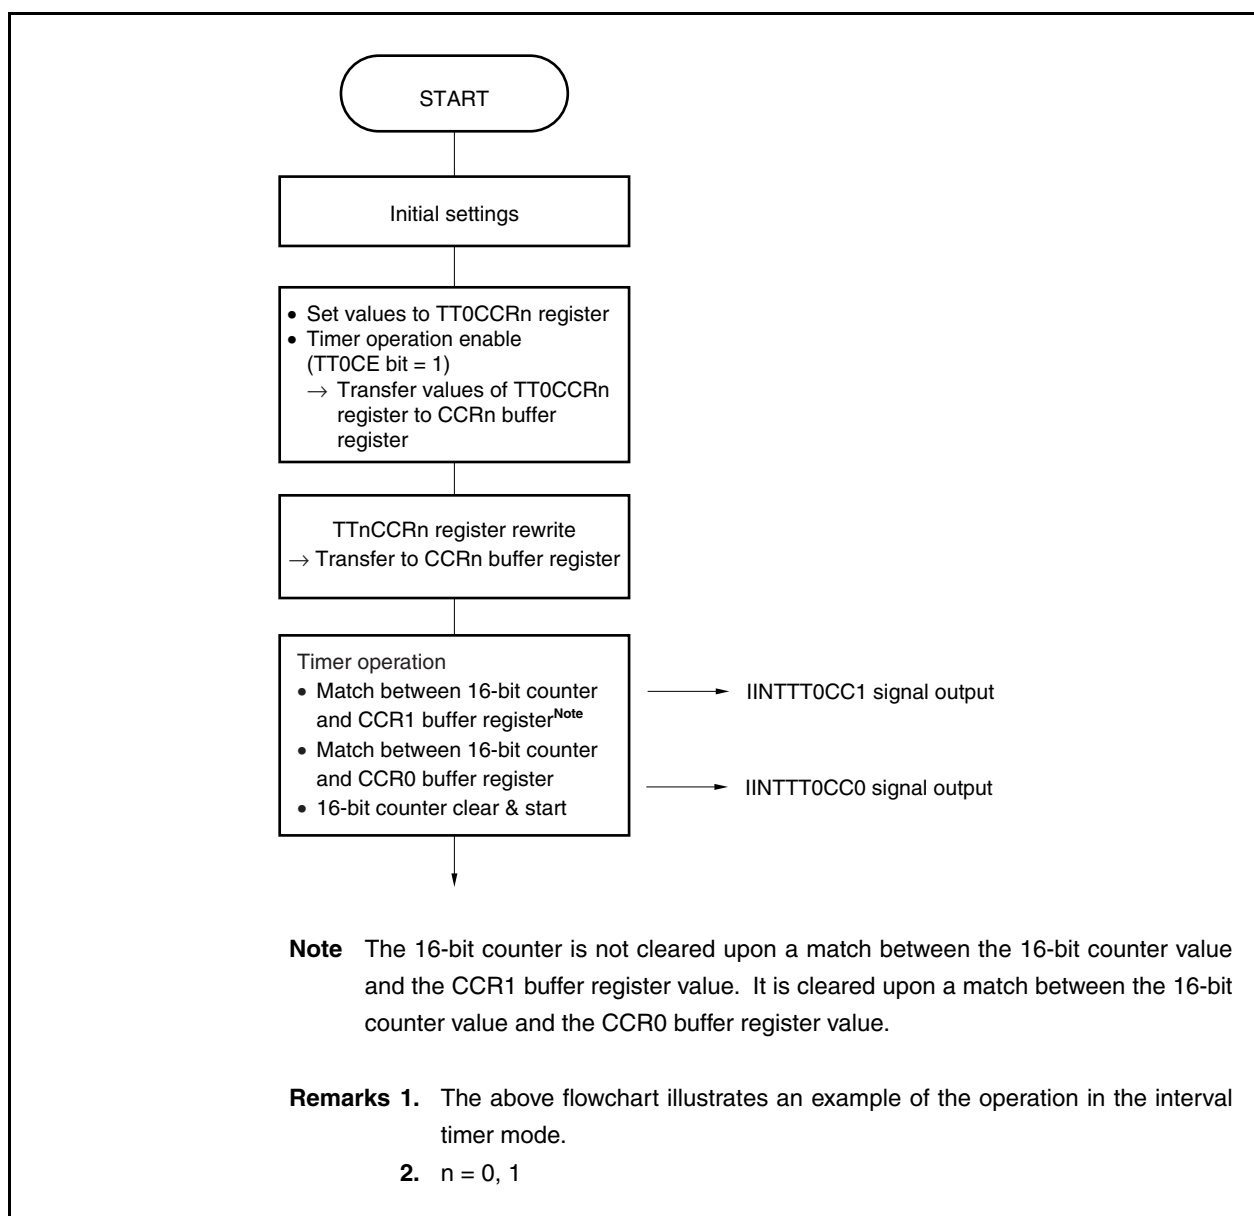 START
Initial settings
• Set values to TT0CCRn register
• Timer operation enable
(TT0CE bit = 1)
→ Transfer values of TT0CCRn
register to CCRn buffer
register
TTnCCRn register rewrite
→ Transfer to CCRn buffer register
Timer operation
• Match between 16-bit counter
and CCR1 buffer registerNote
IINTTT0CC1 signal output
• Match between 16-bit counter
and CCR0 buffer register
IINTTT0CC0 signal output
• 16-bit counter clear & start
Note The 16-bit counter is not cleared upon a match between the 16-bit counter value
and the CCR1 buffer register value. It is cleared upon a match between the 16-bit
counter value and the CCR0 buffer register value.
Remarks 1. The above flowchart illustrates an example of the operation in the interval
timer mode.
2. n = 0, 1